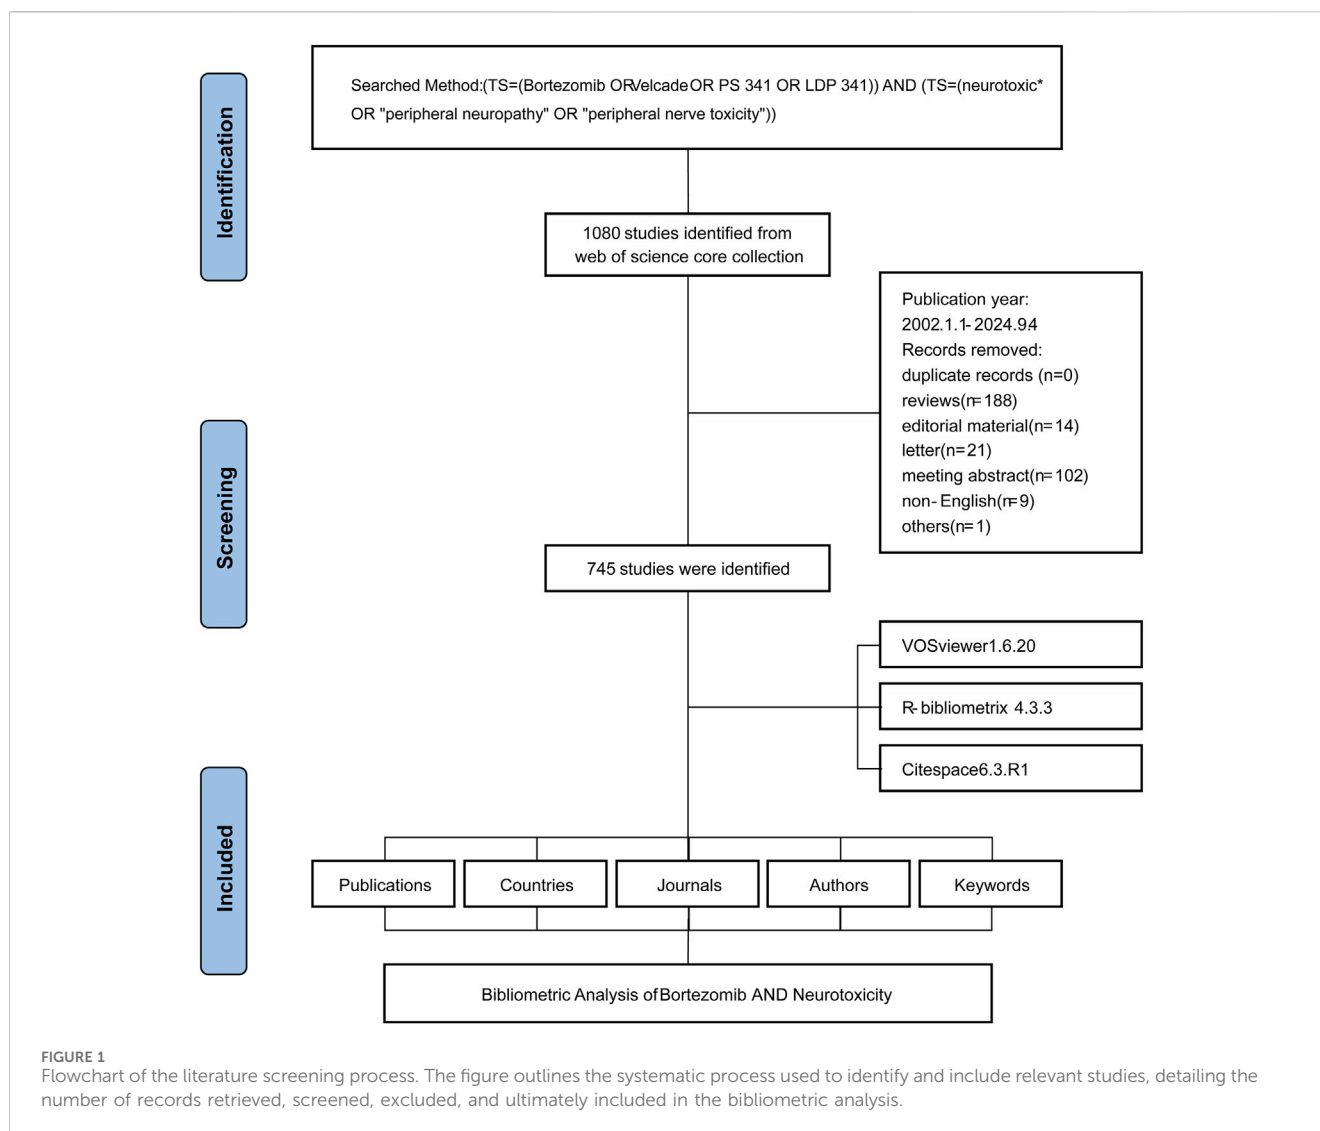 Identification
Searched Method:(TS=(Bortezomib ORVelcade OR PS 341 OR LDP 341)) AND (TS=(neurotoxic*
OR "peripheral neuropathy" OR "peripheral nerve toxicity"))
1080 studies identified from
web of science core collection
Publication year:
2002.1.1-2024.9.4
Records removed:
duplicate records (n=0)
reviews(n=188)
editorial material(n=14)
letter(n=21)
meeting abstract(n=102)
non-English(n=9)
others(n=1)
Screening
745 studies were identified
VOSviewer1.6.20
R-bibliometrix 4.3.3
Citespace6.3.R1
Included
Publications
Countries
Journals
Authors
Keywords
Bibliometric Analysis of Bortezomib AND Neurotoxicity
FIGURE 1
Flowchart of the literature screening process. The figure outlines the systematic process used to identify and include relevant studies, detailing the
number of records retrieved, screened, excluded, and ultimately included in the bibliometric analysis.